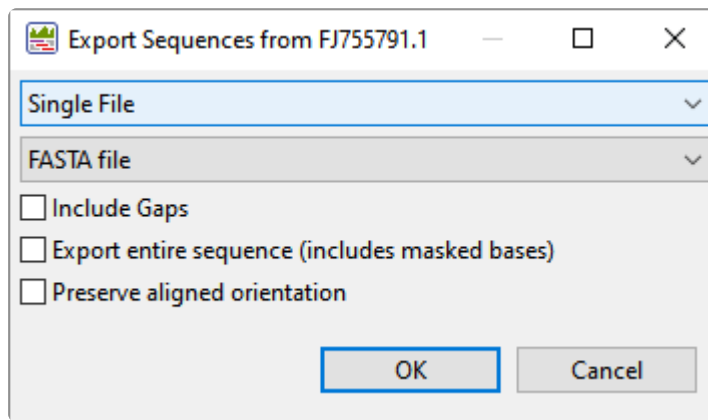 Export Sequences from FJ755791.1
Single File
FASTA file
Include Gaps
Export entire sequence (includes masked bases)
Preserve aligned orientation
OK Cancel